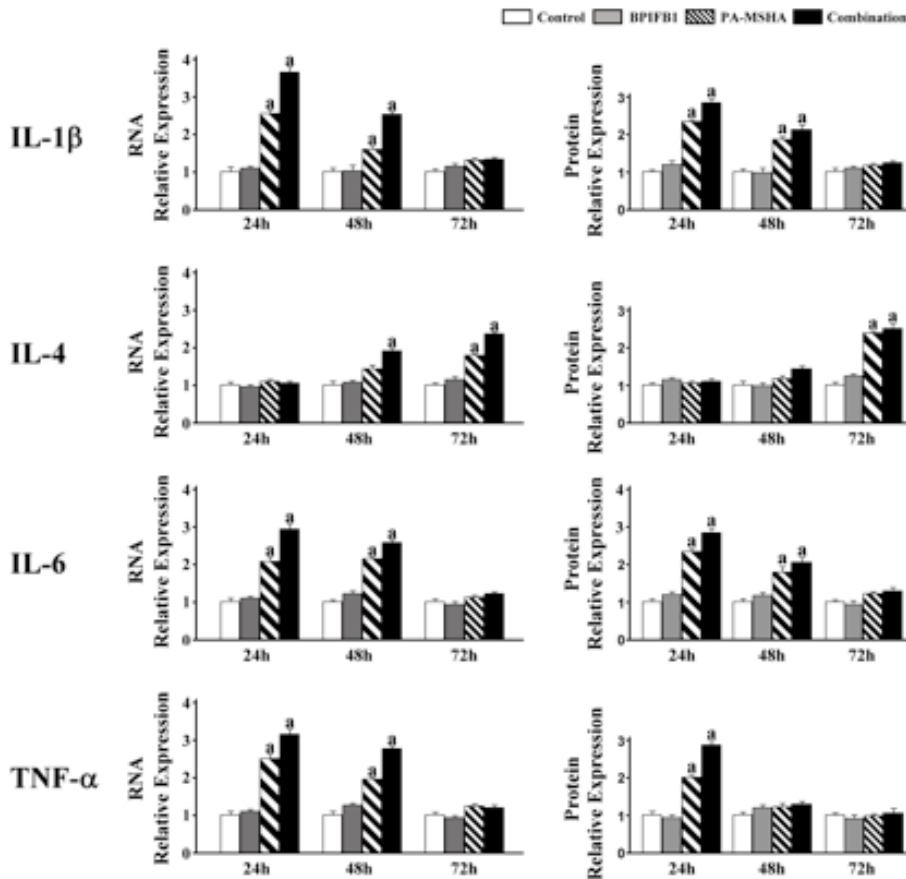 Control BPIFB1 PA-MSHA Combination
IL-1β
RNA
Relative Expression
4
3
2
1
0
a a a a
24h 48h 72h
Protein
Relative Expression
3
2
1
0
a a a a
24h 48h 72h
IL-4
RNA
Relative Expression
4
3
2
1
0
a a a
24h 48h 72h
Protein
Relative Expression
3
2
1
0
a a
24h 48h 72h
IL-6
RNA
Relative Expression
4
3
2
1
0
a a a a
24h 48h 72h
Protein
Relative Expression
3
2
1
0
a a a a
24h 48h 72h
TNF-α
RNA
Relative Expression
4
3
2
1
0
a a a a
24h 48h 72h
Protein
Relative Expression
3
2
1
0
a a
24h 48h 72h